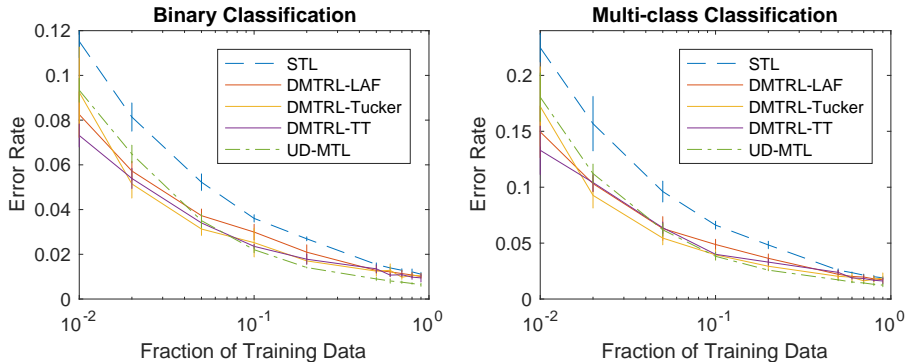 Binary Classification
0.12
0.1
0.08
0.06
0.04
0.02
0
Error Rate
STL
DMTRL-LAF
DMTRL-Tucker
DMTRL-TT
UD-MTL
10^-2
10^-1
10^0
Fraction of Training Data
Multi-class Classification
0.2
0.15
0.1
0.05
0
Error Rate
STL
DMTRL-LAF
DMTRL-Tucker
DMTRL-TT
UD-MTL
10^-2
10^-1
10^0
Fraction of Training Data